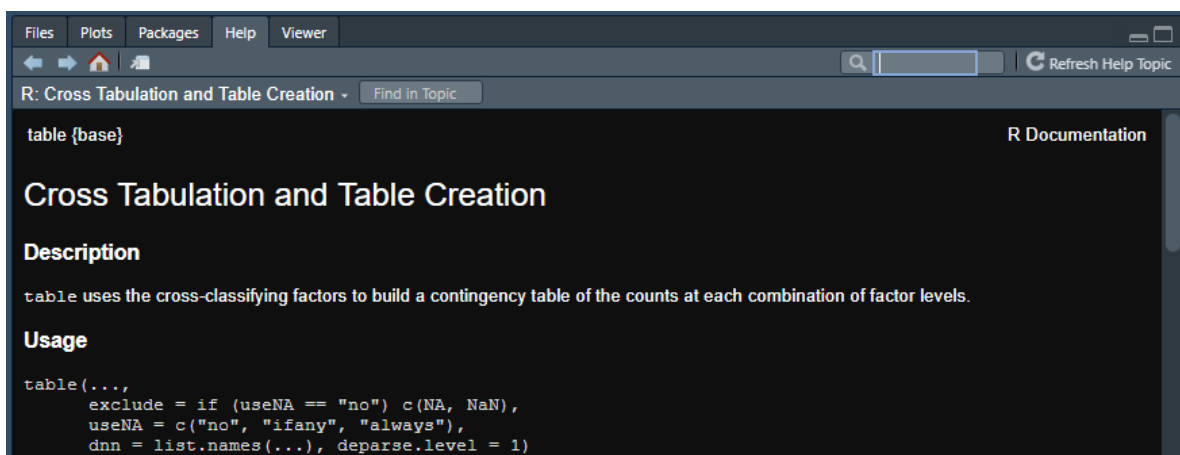 Files Plots Packages Help Viewer
Refresh Help Topic
R: Cross Tabulation and Table Creation Find in Topic
table {base} R Documentation
Cross Tabulation and Table Creation
Description
table uses the cross-classifying factors to build a contingency table of the counts at each combination of factor levels.
Usage
table(...,
      exclude = if (useNA == "no") c(NA, NaN),
      useNA = c("no", "ifany", "always"),
      dnn = list.names(...), deparse.level = 1)